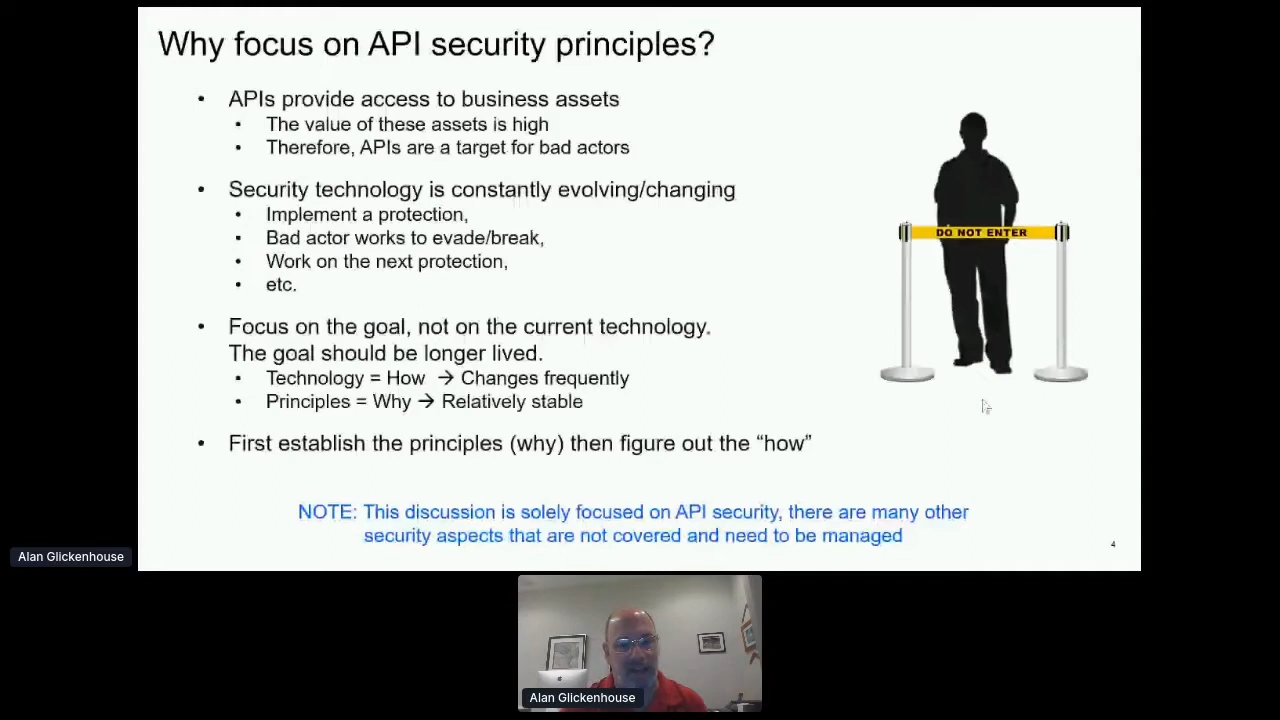 Why focus on API security principles?
• APIs provide access to business assets
• The value of these assets is high
• Therefore, APIs are a target for bad actors
• Security technology is constantly evolving/changing
• Implement a protection,
• Bad actor works to evade/break,
• Work on the next protection,
• etc.
• Focus on the goal, not on the current technology.
The goal should be longer lived.
• Technology = How → Changes frequently
• Principles = Why → Relatively stable
• First establish the principles (why) then figure out the “how”
DO NOT ENTER
NOTE: This discussion is solely focused on API security, there are many other
security aspects that are not covered and need to be managed
4
Alan Glickenhouse
Alan Glickenhouse